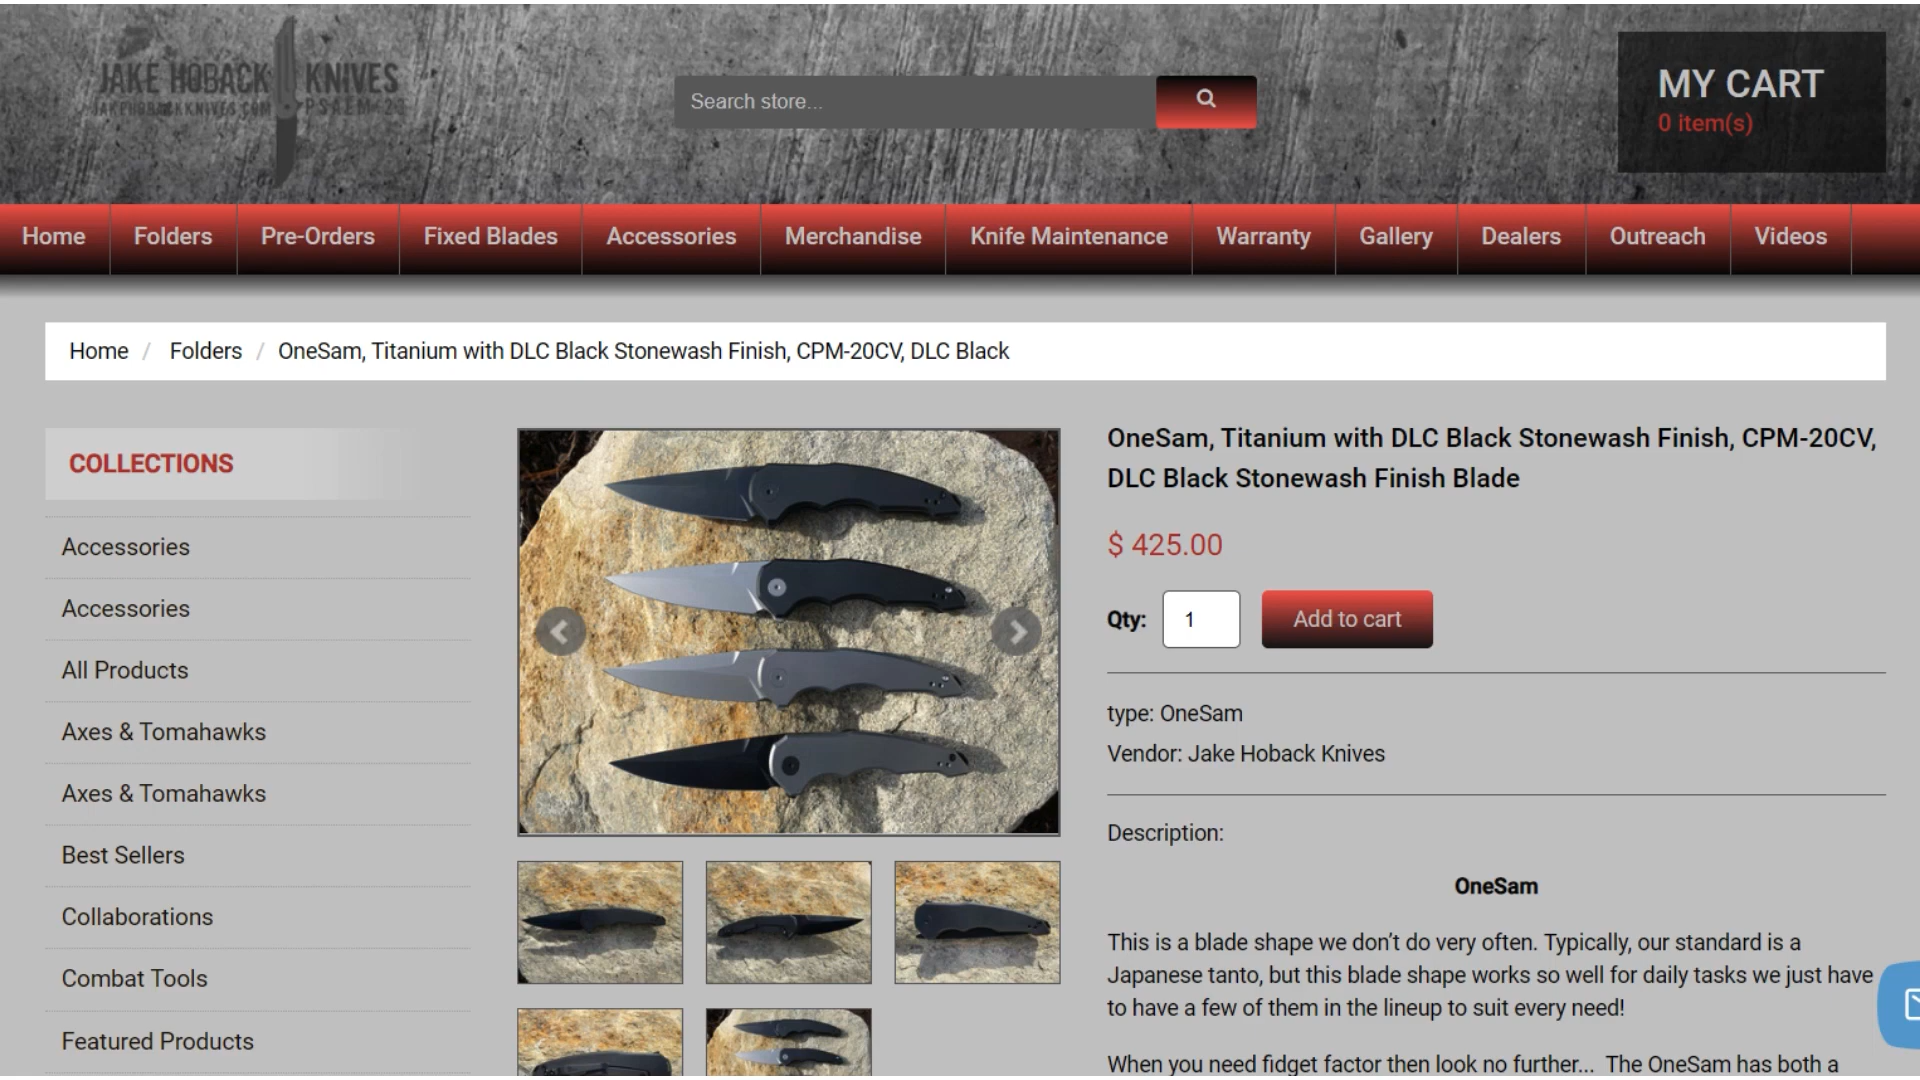 JAKE HOBACK KNIVES
JAKEHOBACKKNIVES.COM PSALM 23
Search store...
MY CART
0 item(s)
Home Folders Pre-Orders Fixed Blades Accessories Merchandise Knife Maintenance Warranty Gallery Dealers Outreach Videos
Home / Folders / OneSam, Titanium with DLC Black Stonewash Finish, CPM-20CV, DLC Black
COLLECTIONS
Accessories
Accessories
All Products
Axes & Tomahawks
Axes & Tomahawks
Best Sellers
Collaborations
Combat Tools
Featured Products
OneSam, Titanium with DLC Black Stonewash Finish, CPM-20CV,
DLC Black Stonewash Finish Blade
$ 425.00
Qty: 1 Add to cart
type: OneSam
Vendor: Jake Hoback Knives
Description:
OneSam
This is a blade shape we don’t do very often. Typically, our standard is a
Japanese tanto, but this blade shape works so well for daily tasks we just have
to have a few of them in the lineup to suit every need!
When you need fidget factor then look no further... The OneSam has both a